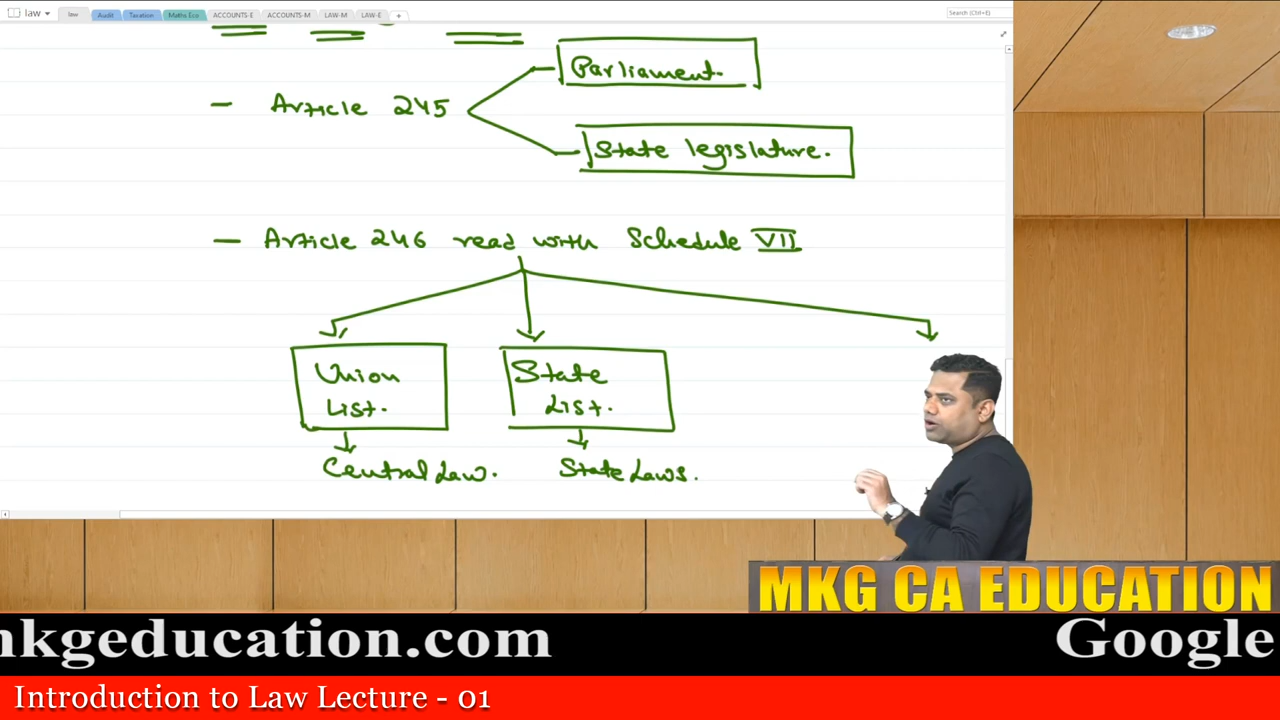 law
law Audit Taxation Maths Eco ACCOUNTS-E ACCOUNTS-M LAW-M LAW-E +
Search (Ctrl+E)
Parliament.
- Article 245
State legislature.
- Article 246 read with Schedule VII
Union List.
State List.
Central Law.
State Laws.
MKG CA EDUCATION
nkgeducation.com
Google
Introduction to Law Lecture - 01